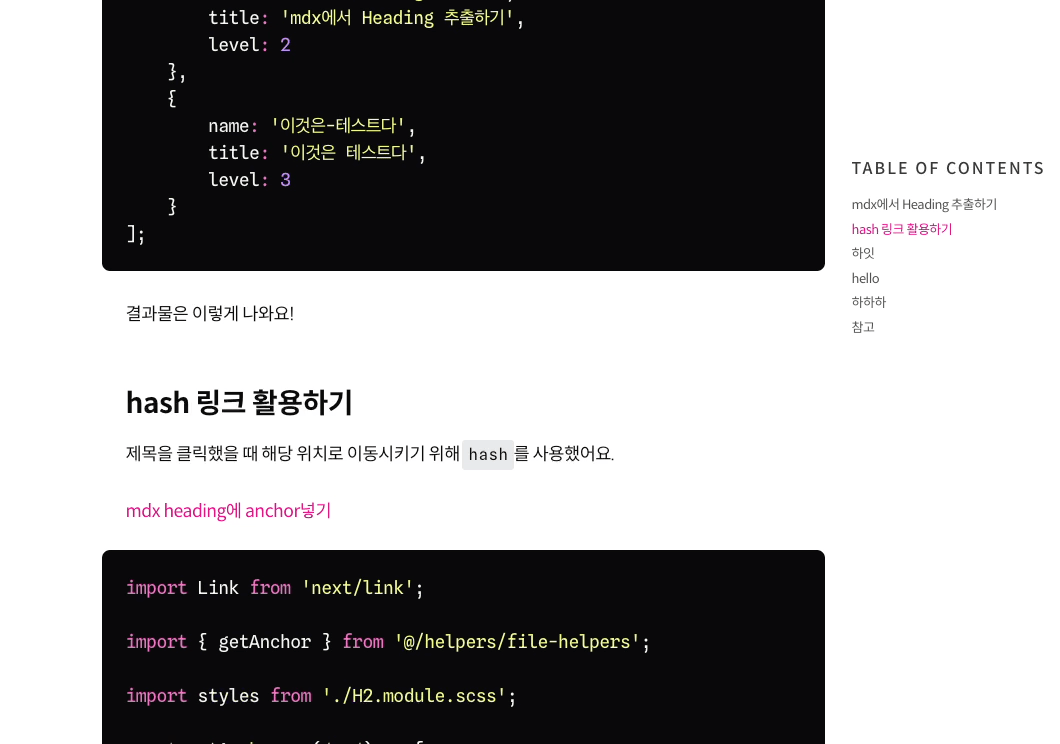 title: 'mdx에서 Heading 추출하기',
level: 2
},
{
name: '이것은-테스트다',
title: '이것은 테스트다',
level: 3
}
];
결과물은 이렇게 나와요!
hash 링크 활용하기
제목을 클릭했을 때 해당 위치로 이동시키기 위해 hash를 사용했어요.
mdx heading에 anchor넣기
import Link from 'next/link';
import { getAnchor } from '@/helpers/file-helpers';
import styles from './H2.module.scss';
TABLE OF CONTENTS
mdx에서 Heading 추출하기
hash 링크 활용하기
하잇
hello
하하하
참고